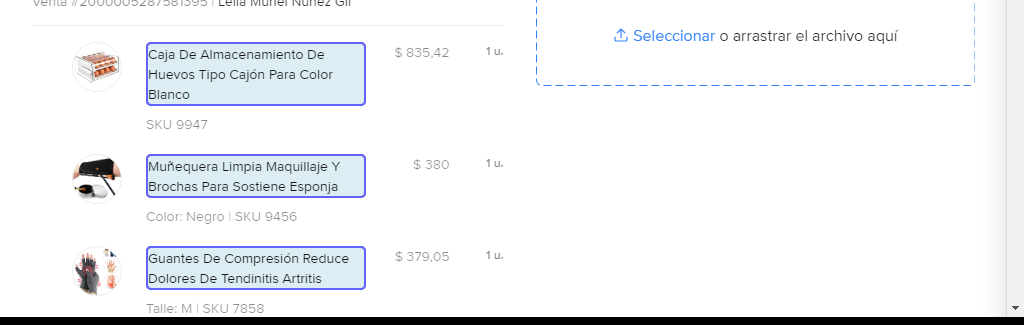 Venta #2000005287581395 | Leila Muriel Nuñez Gil
Seleccionar o arrastrar el archivo aquí
Caja De Almacenamiento De
Huevos Tipo Cajón Para Color
Blanco
$ 835,42
1 u.
SKU 9947
Muñequera Limpia Maquillaje Y
Brochas Para Sostiene Esponja
$ 380
1 u.
Color: Negro | SKU 9456
Guantes De Compresión Reduce
Dolores De Tendinitis Artritis
$ 379,05
1 u.
Talle: M | SKU 7858